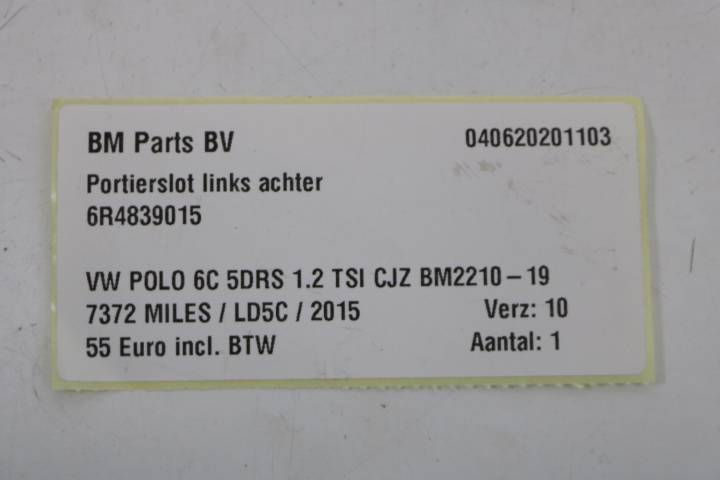 BM Parts BV 040620201103
Portierslot links achter
6R4839015
VW POLO 6C 5DRS 1.2 TSI CJZ BM2210-19
7372 MILES / LD5C / 2015 Verz: 10
55 Euro incl. BTW Aantal: 1